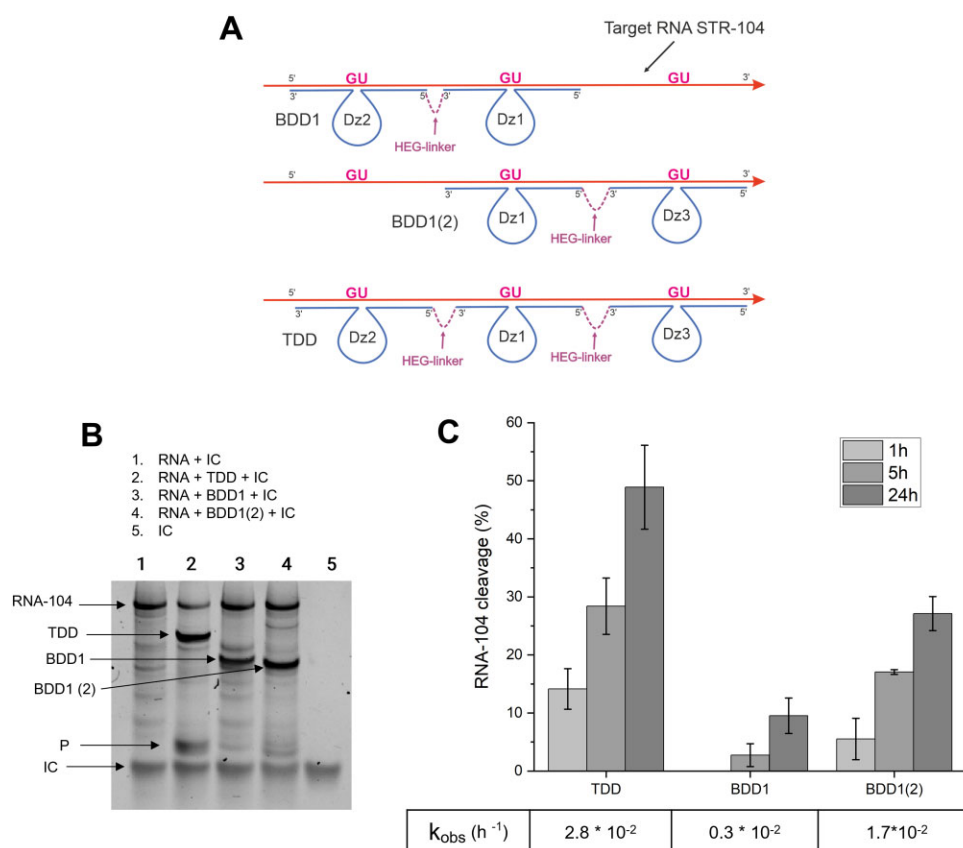 A
Target RNA STR-104
5' GU GU GU 3'
3' 5' 3' 5'
BDD1 Dz2 Dz1
HEG-linker
5' GU GU GU 3'
3' 5' 3' 5'
BDD1(2) Dz1 Dz3
HEG-linker
5' GU GU GU 3'
3' 5' 3' 5' 3' 5'
TDD Dz2 Dz1 Dz3
HEG-linker HEG-linker
B
1. RNA + IC
2. RNA + TDD + IC
3. RNA + BDD1 + IC
4. RNA + BDD1(2) + IC
5. IC
1 2 3 4 5
RNA-104
TDD
BDD1
BDD1 (2)
P
IC
C
RNA-104 cleavage (%)
60
50
40
30
20
10
0
1h
5h
24h
TDD BDD1 BDD1(2)
kobs (h -1) 2.8 * 10-2 0.3 * 10-2 1.7*10-2